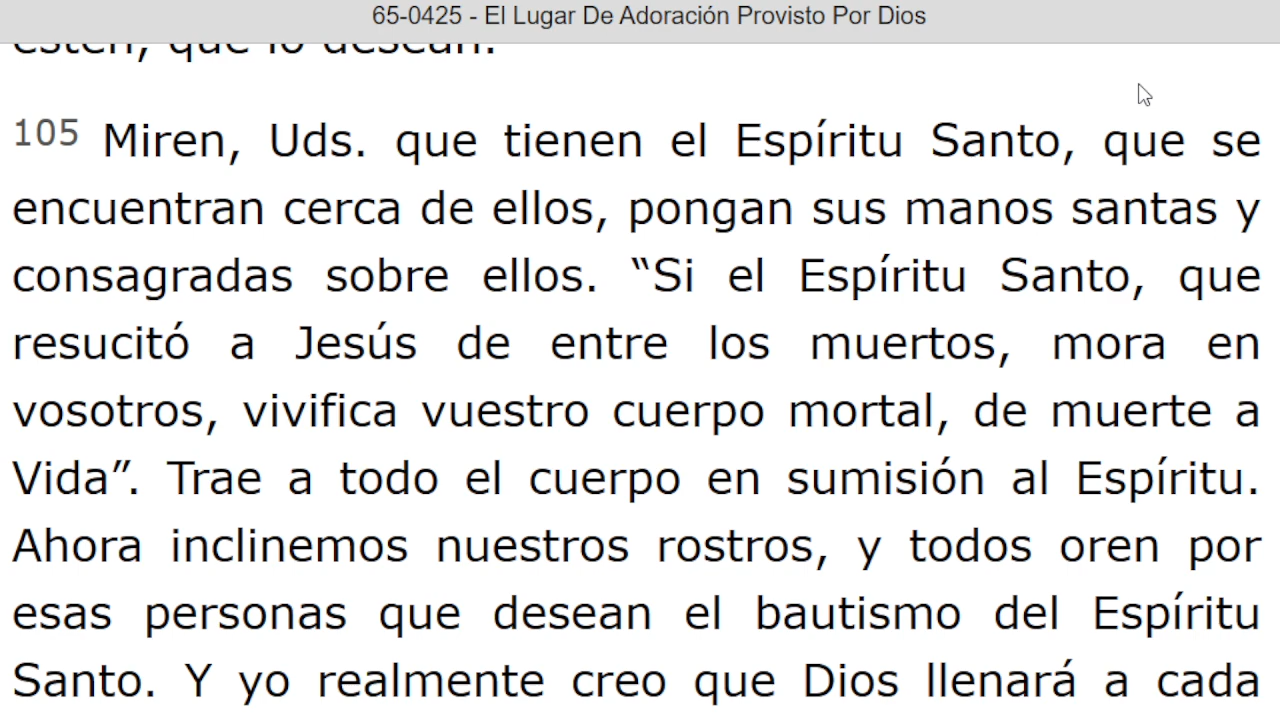 65-0425 - El Lugar De Adoración Provisto Por Dios
estén, que lo desean.
105 Miren, Uds. que tienen el Espíritu Santo, que se
encuentran cerca de ellos, pongan sus manos santas y
consagradas sobre ellos. “Si el Espíritu Santo, que
resucitó a Jesús de entre los muertos, mora en
vosotros, vivifica vuestro cuerpo mortal, de muerte a
Vida”. Trae a todo el cuerpo en sumisión al Espíritu.
Ahora inclinemos nuestros rostros, y todos oren por
esas personas que desean el bautismo del Espíritu
Santo. Y yo realmente creo que Dios llenará a cada